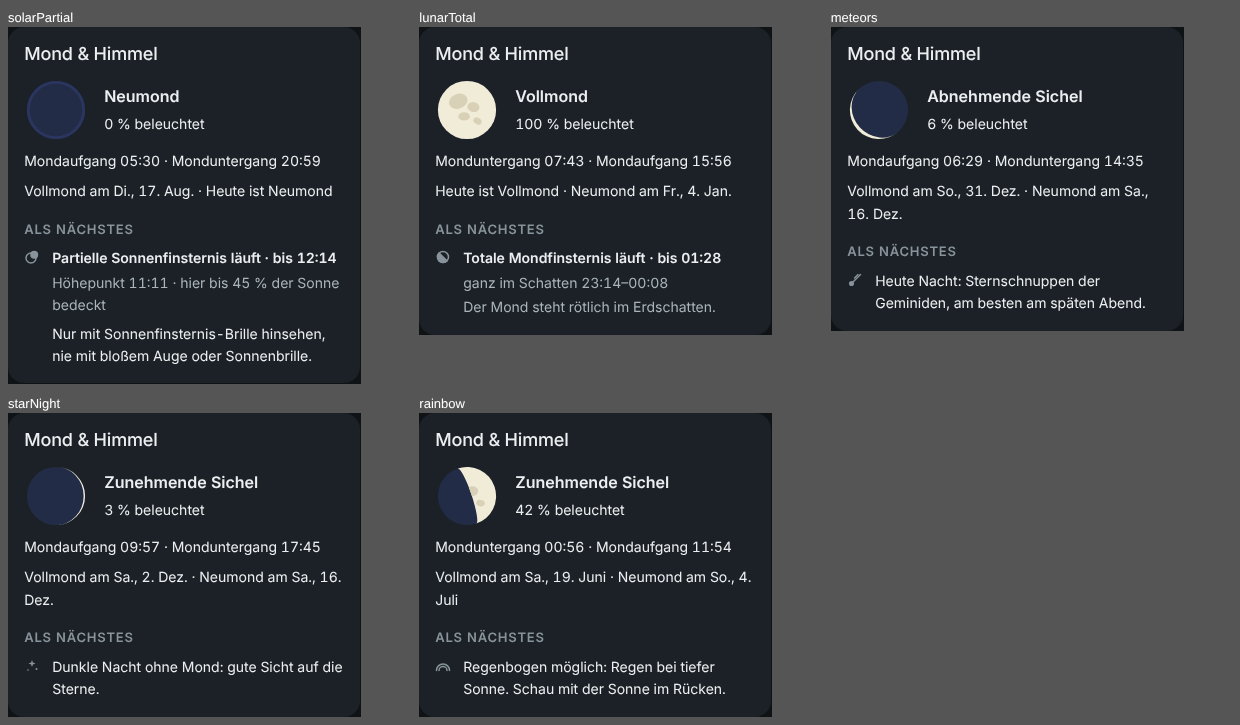 solarPartial
Mond & Himmel
Neumond
0 % beleuchtet
Mondaufgang 05:30 · Monduntergang 20:59
Vollmond am Di., 17. Aug. · Heute ist Neumond
ALS NÄCHSTES
Partielle Sonnenfinsternis läuft · bis 12:14
Höhepunkt 11:11 · hier bis 45 % der Sonne
bedeckt
Nur mit Sonnenfinsternis-Brille hinsehen,
nie mit bloßem Auge oder Sonnenbrille.
lunarTotal
Mond & Himmel
Vollmond
100 % beleuchtet
Monduntergang 07:43 · Mondaufgang 15:56
Heute ist Vollmond · Neumond am Fr., 4. Jan.
ALS NÄCHSTES
Totale Mondfinsternis läuft · bis 01:28
ganz im Schatten 23:14–00:08
Der Mond steht rötlich im Erdschatten.
meteors
Mond & Himmel
Abnehmende Sichel
6 % beleuchtet
Mondaufgang 06:29 · Monduntergang 14:35
Vollmond am So., 31. Dez. · Neumond am Sa.,
16. Dez.
ALS NÄCHSTES
Heute Nacht: Sternschnuppen der
Geminiden, am besten am späten Abend.
starNight
Mond & Himmel
Zunehmende Sichel
3 % beleuchtet
Mondaufgang 09:57 · Monduntergang 17:45
Vollmond am Sa., 2. Dez. · Neumond am Sa., 16.
Dez.
ALS NÄCHSTES
Dunkle Nacht ohne Mond: gute Sicht auf die
Sterne.
rainbow
Mond & Himmel
Zunehmende Sichel
42 % beleuchtet
Monduntergang 00:56 · Mondaufgang 11:54
Vollmond am Sa., 19. Juni · Neumond am So., 4.
Juli
ALS NÄCHSTES
Regenbogen möglich: Regen bei tiefer
Sonne. Schau mit der Sonne im Rücken.